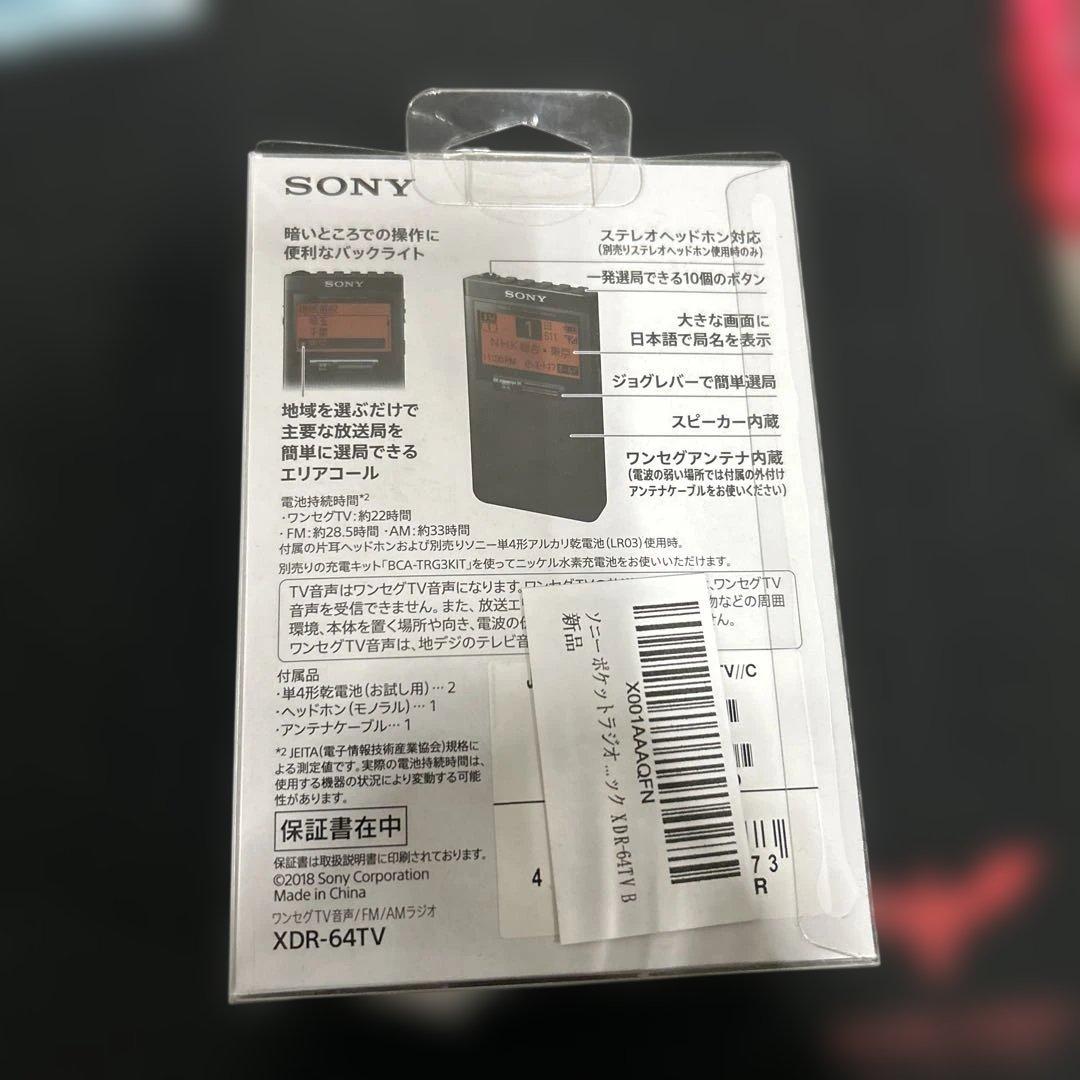 SONY
暗いところでの操作に
便利なバックライト
SONY
地域を選ぶだけで
主要な放送局を
簡単に選局できる
エリアコール
ステレオヘッドホン対応
(別売りステレオヘッドホン使用時のみ)
一発選局できる10個のボタン
大きな画面に
日本語で局名を表示
ジョグレバーで簡単選局
スピーカー内蔵
ワンセグアンテナ内蔵
(電波の弱い場所では付属の外付け
アンテナケーブルをお使いください)
SONY
1
NHK総合・東京
電池持続時間*2
・ワンセグTV:約22時間
・FM:約28.5時間 ・AM:約33時間
付属の片耳ヘッドホンおよび別売りソニー単4形アルカリ乾電池(LR03)使用時。
別売りの充電キット「BCA-TRG3KIT」を使ってニッケル水素充電池をお使いいただけます。
TV音声はワンセグTV音声になります。 ワンセグTV
音声を受信できません。また、放送エリ 物などの周囲
環境、本体を置く場所や向き、電波の せん。
ワンセグTV音声は、地デジのテレビ音
付属品
・単4形乾電池(お試し用)… 2
・ヘッドホン(モノラル)… 1
・アンテナケーブル… 1
*2 JEITA(電子情報技術産業協会)規格に
よる測定値です。実際の電池持続時間は、
使用する機器の状況により変動する可能
性があります。
保証書在中
保証書は取扱説明書に印刷されております。
©2018 Sony Corporation
Made in China
ワンセグTV音声/FM/AMラジオ
XDR-64TV
X001AAAQFN
ソニー ポケットラジオ...ック XDR-64TV B
新品
TV//C
4
73
R